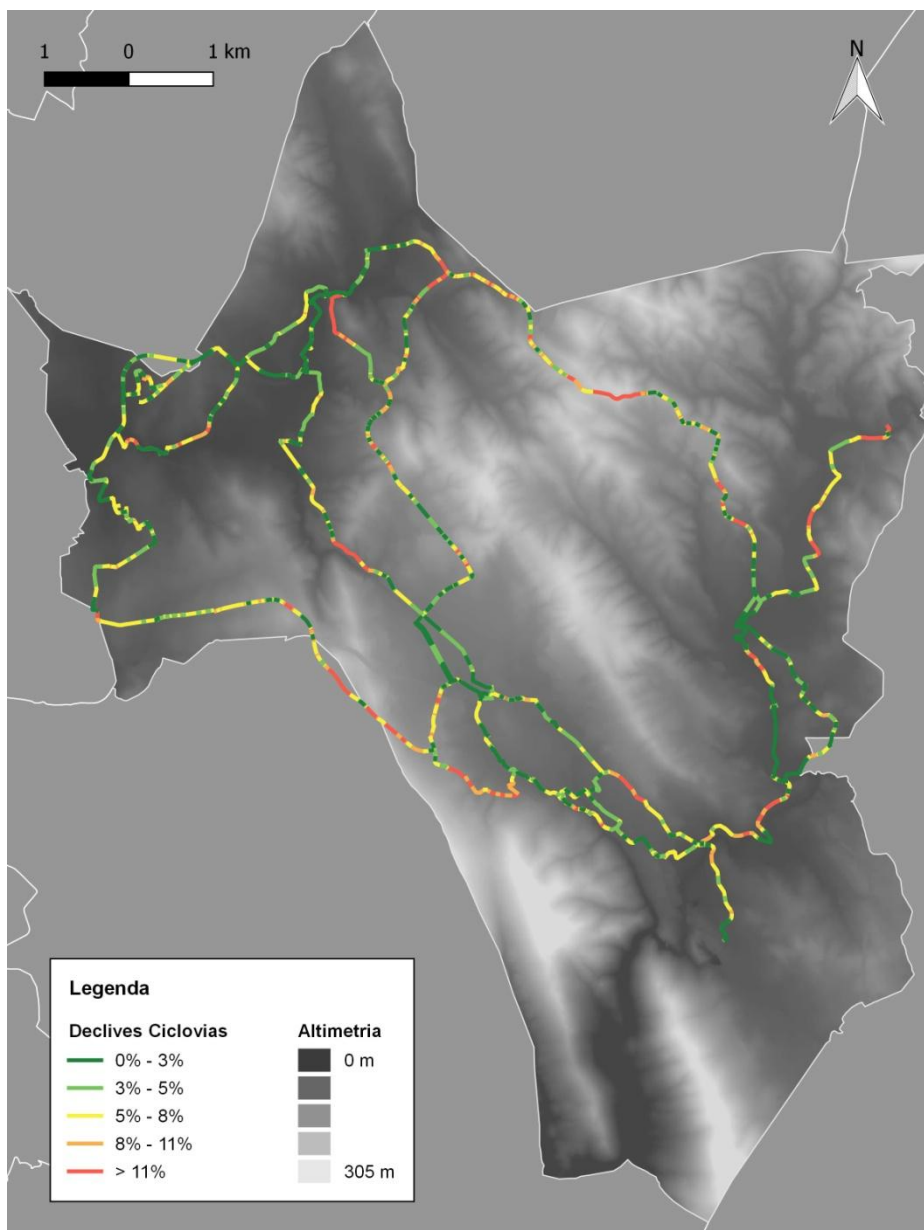 1 0 1 km
N
Legenda
Declives Ciclovias Altimetria
0% - 3% 0 m
3% - 5%
5% - 8%
8% - 11%
> 11% 305 m